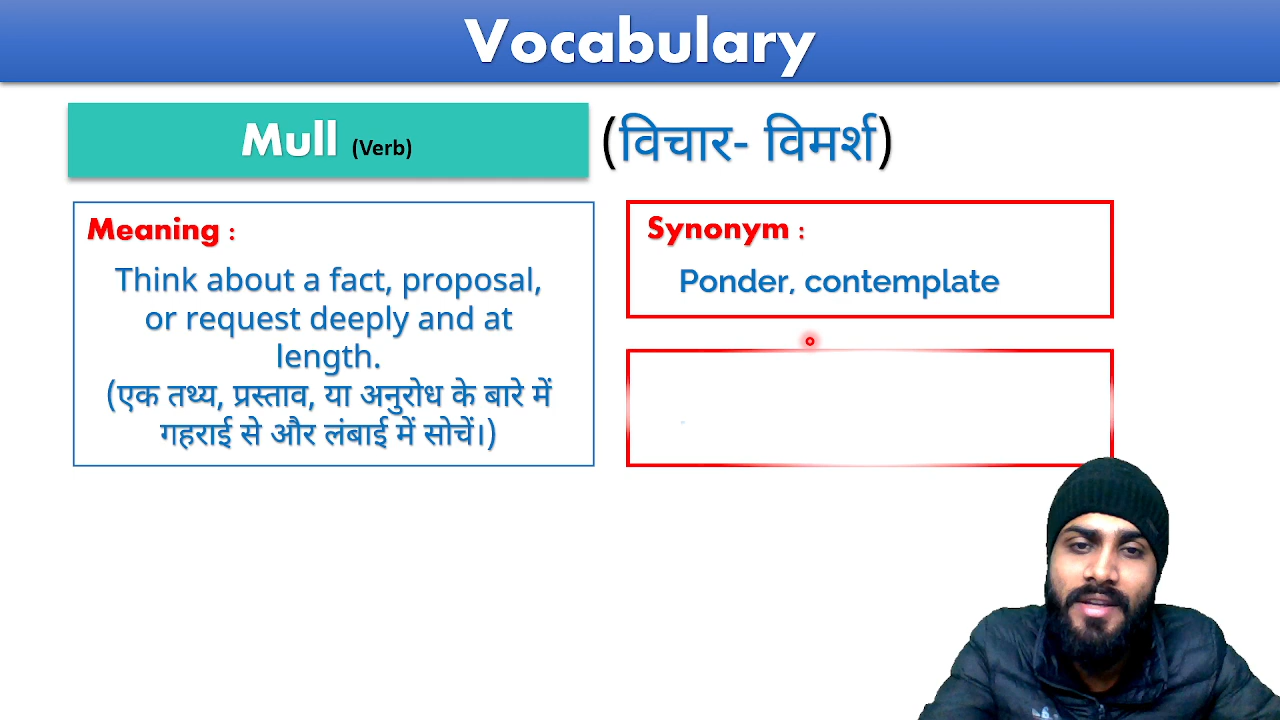 Vocabulary
Mull (Verb)
(विचार- विमर्श)
Meaning :
Think about a fact, proposal,
or request deeply and at
length.
(एक तथ्य, प्रस्ताव, या अनुरोध के बारे में
गहराई से और लंबाई में सोचें।)
Synonym :
Ponder, contemplate